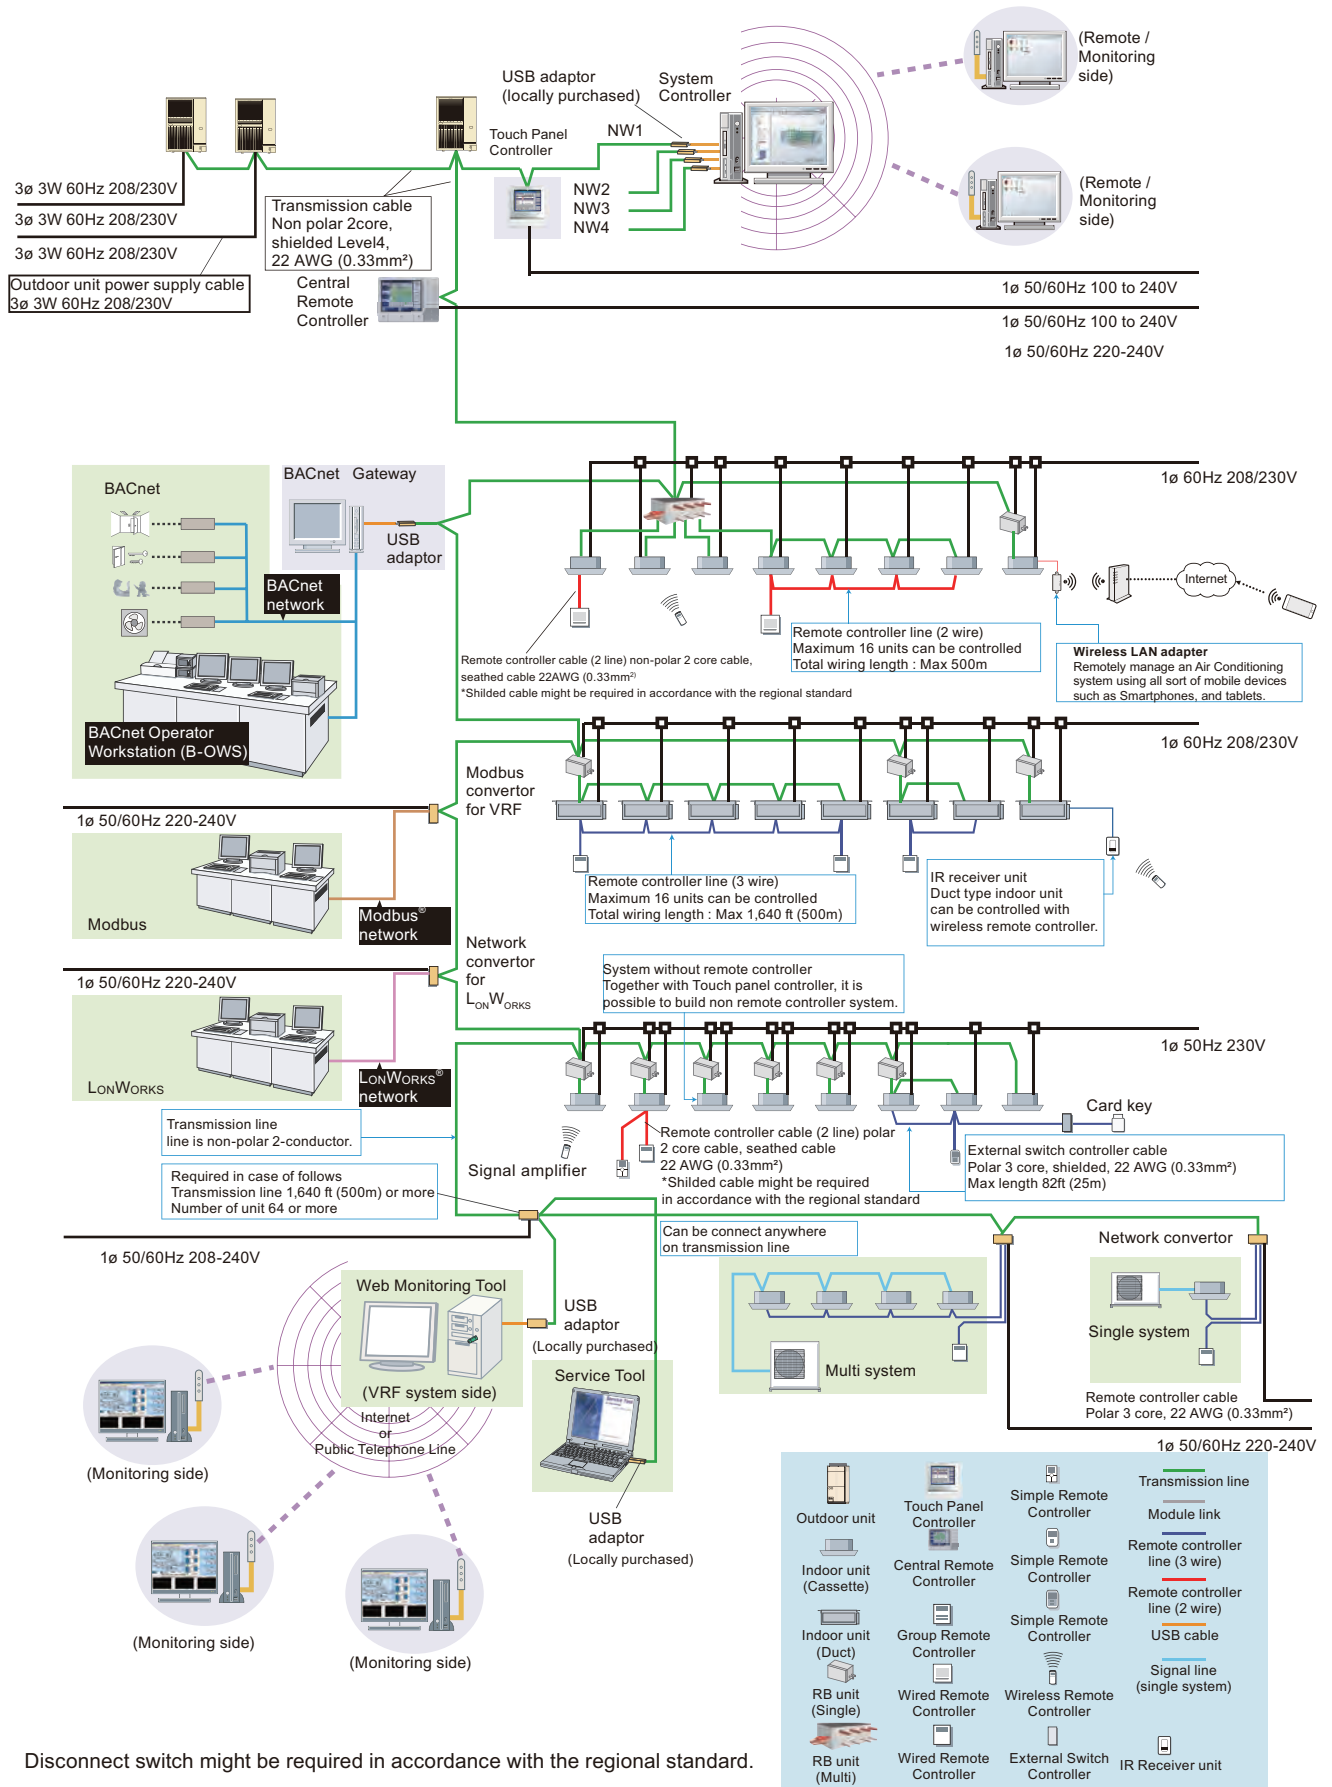 USB adaptor
(locally purchased)
System
Controller
(Remote /
Monitoring
side)
NW1
Touch Panel
Controller
NW2
NW3
NW4
(Remote /
Monitoring
side)
3ø 3W 60Hz 208/230V
3ø 3W 60Hz 208/230V
3ø 3W 60Hz 208/230V
Transmission cable
Non polar 2core,
shielded Level4,
22 AWG (0.33mm²)
Outdoor unit power supply cable
3ø 3W 60Hz 208/230V
Central
Remote
Controller
1ø 50/60Hz 100 to 240V
1ø 50/60Hz 100 to 240V
1ø 50/60Hz 220-240V
BACnet
BACnet Gateway
USB
adaptor
BACnet
network
BACnet Operator
Workstation (B-OWS)
1ø 60Hz 208/230V
Internet
Remote controller cable (2 line) non-polar 2 core cable,
seathed cable 22AWG (0.33mm²)
*Shilded cable might be required in accordance with the regional standard
Remote controller line (2 wire)
Maximum 16 units can be controlled
Total wiring length : Max 500m
Wireless LAN adapter
Remotely manage an Air Conditioning
system using all sort of mobile devices
such as Smartphones, and tablets.
1ø 60Hz 208/230V
Modbus
convertor
for VRF
1ø 50/60Hz 220-240V
Modbus
Modbus®
network
Remote controller line (3 wire)
Maximum 16 units can be controlled
Total wiring length : Max 1,640 ft (500m)
IR receiver unit
Duct type indoor unit
can be controlled with
wireless remote controller.
Network
convertor
for
LONWORKS
1ø 50/60Hz 220-240V
LONWORKS
LONWORKS®
network
System without remote controller
Together with Touch panel controller, it is
possible to build non remote controller system.
1ø 50Hz 230V
Card key
Transmission line
line is non-polar 2-conductor.
Signal amplifier
Required in case of follows
Transmission line 1,640 ft (500m) or more
Number of unit 64 or more
Remote controller cable (2 line) polar
2 core cable, seathed cable
22 AWG (0.33mm²)
*Shilded cable might be required
in accordance with the regional standard
External switch controller cable
Polar 3 core, shielded, 22 AWG (0.33mm²)
Max length 82ft (25m)
1ø 50/60Hz 208-240V
Can be connect anywhere
on transmission line
Network convertor
Web Monitoring Tool
(VRF system side)
USB
adaptor
(Locally purchased)
Service Tool
Multi system
Single system
Internet
or
Public Telephone Line
Remote controller cable
Polar 3 core, 22 AWG (0.33mm²)
1ø 50/60Hz 220-240V
USB
adaptor
(Locally purchased)
(Monitoring side)
(Monitoring side)
(Monitoring side)
Outdoor unit
Indoor unit
(Cassette)
Indoor unit
(Duct)
RB unit
(Single)
RB unit
(Multi)
Touch Panel
Controller
Central Remote
Controller
Group Remote
Controller
Wired Remote
Controller
Wired Remote
Controller
Simple Remote
Controller
Simple Remote
Controller
Simple Remote
Controller
Wireless Remote
Controller
External Switch
Controller
Transmission line
Module link
Remote controller
line (3 wire)
Remote controller
line (2 wire)
USB cable
Signal line
(single system)
IR Receiver unit
Disconnect switch might be required in accordance with the regional standard.